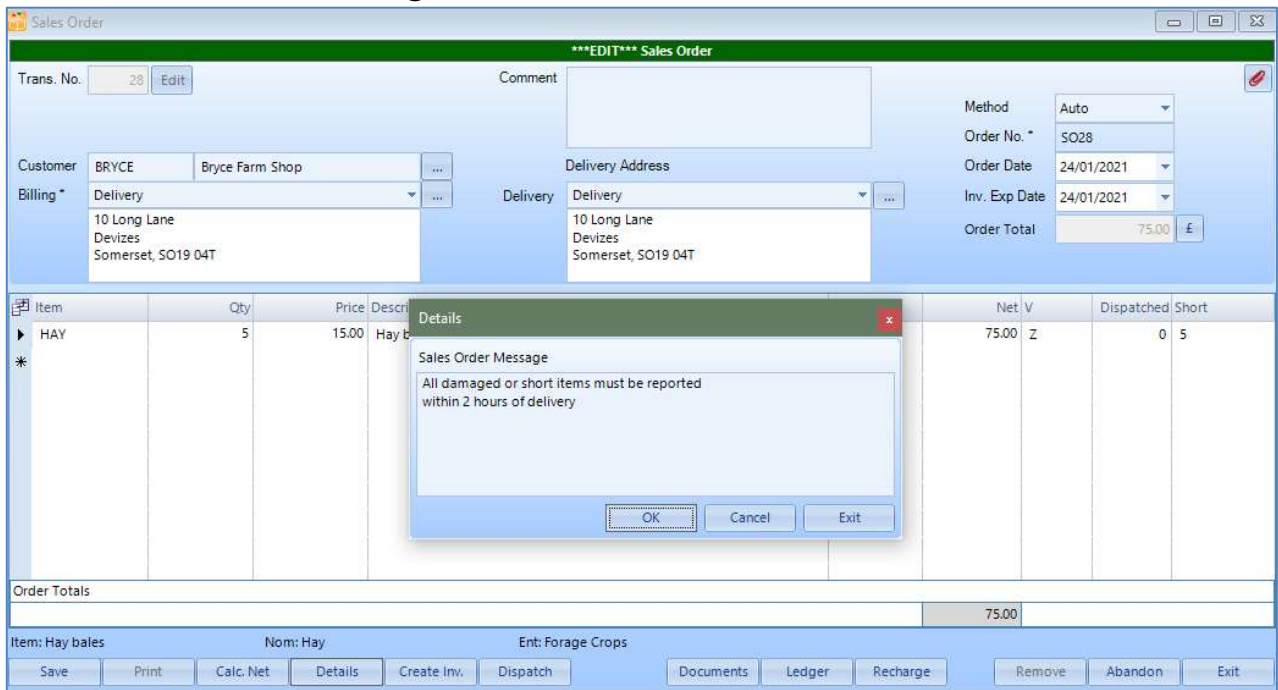 Sales Order
***EDIT*** Sales Order
Trans. No. 28 Edit
Comment
Method Auto
Order No. * SO28
Customer BRYCE Bryce Farm Shop ...
Delivery Address
Order Date 24/01/2021
Billing * Delivery ...
Delivery Delivery ...
Inv. Exp Date 24/01/2021
10 Long Lane
Devizes
Somerset, SO19 04T
10 Long Lane
Devizes
Somerset, SO19 04T
Order Total 75.00 £
Item Qty Price Descri Net V Dispatched Short
HAY 5 15.00 Hay b 75.00 Z 0 5
Details
x
Sales Order Message
All damaged or short items must be reported
within 2 hours of delivery
OK Cancel Exit
Order Totals
75.00
Item: Hay bales Nom: Hay Ent: Forage Crops
Save Print Calc. Net Details Create Inv. Dispatch Documents Ledger Recharge Remove Abandon Exit